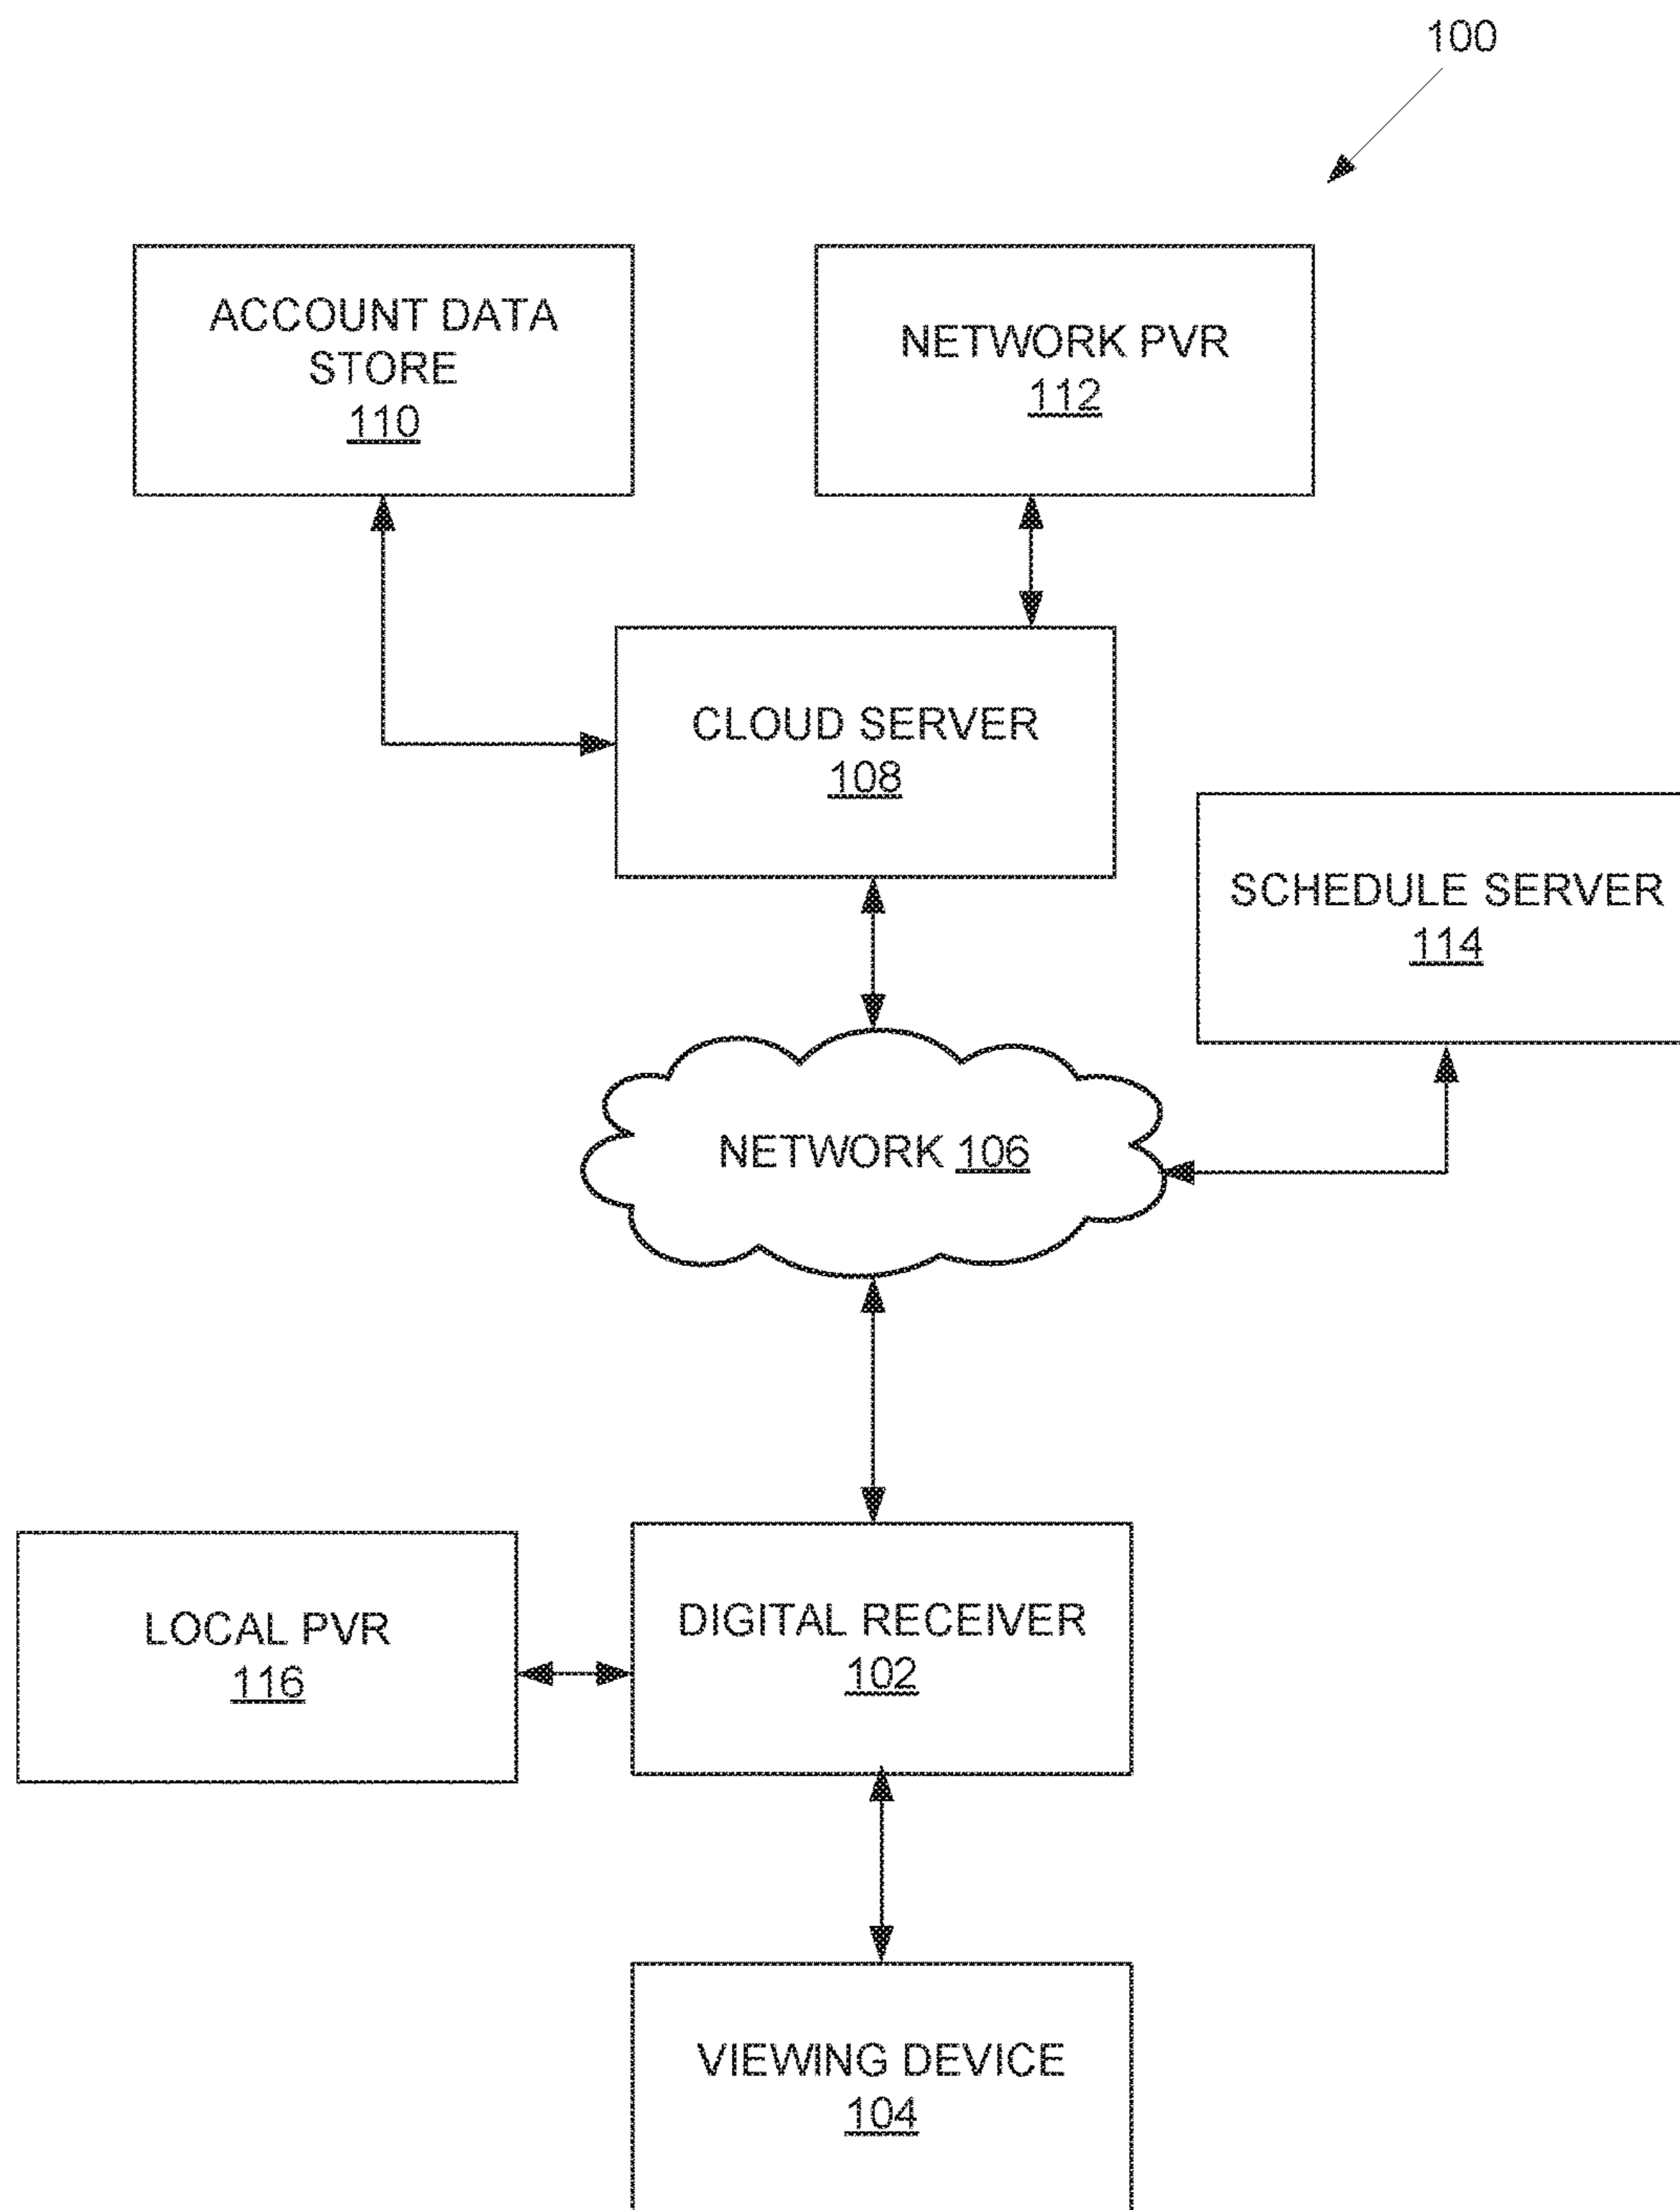 100
ACCOUNT DATA
STORE
110
NETWORK PVR
112
CLOUD SERVER
108
SCHEDULE SERVER
114
NETWORK 106
LOCAL PVR
116
DIGITAL RECEIVER
102
VIEWING DEVICE
104